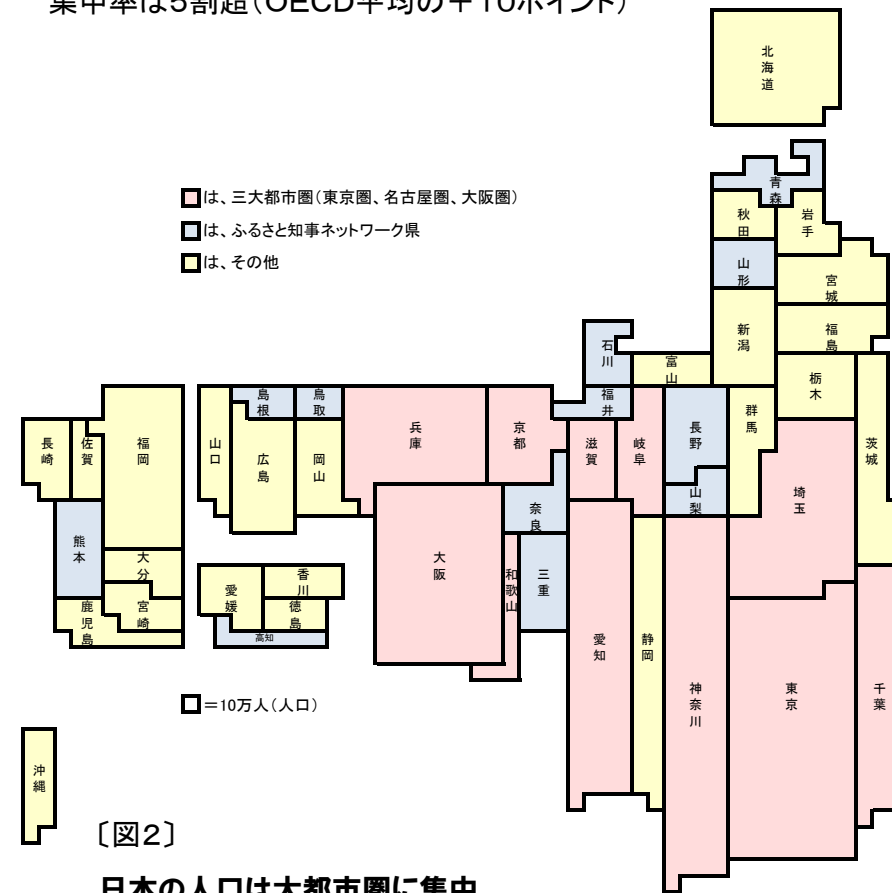 集中率は5割超(OECD平均の＋10ポイント)
北海道
は、三大都市圏(東京圏、名古屋圏、大阪圏)
は、ふるさと知事ネットワーク県
は、その他
青森
秋田
岩手
山形
宮城
新潟
福島
石川
富山
栃木
福井
島根
鳥取
兵庫
京都
滋賀
岐阜
長野
群馬
茨城
長崎
佐賀
福岡
山口
広島
岡山
埼玉
山梨
奈良
熊本
大分
大阪
和歌山
三重
愛媛
香川
鹿児島
宮崎
徳島
高知
愛知
静岡
神奈川
東京
千葉
＝10万人(人口)
沖縄
〔図2〕
日本の人口は大都市圏に集中